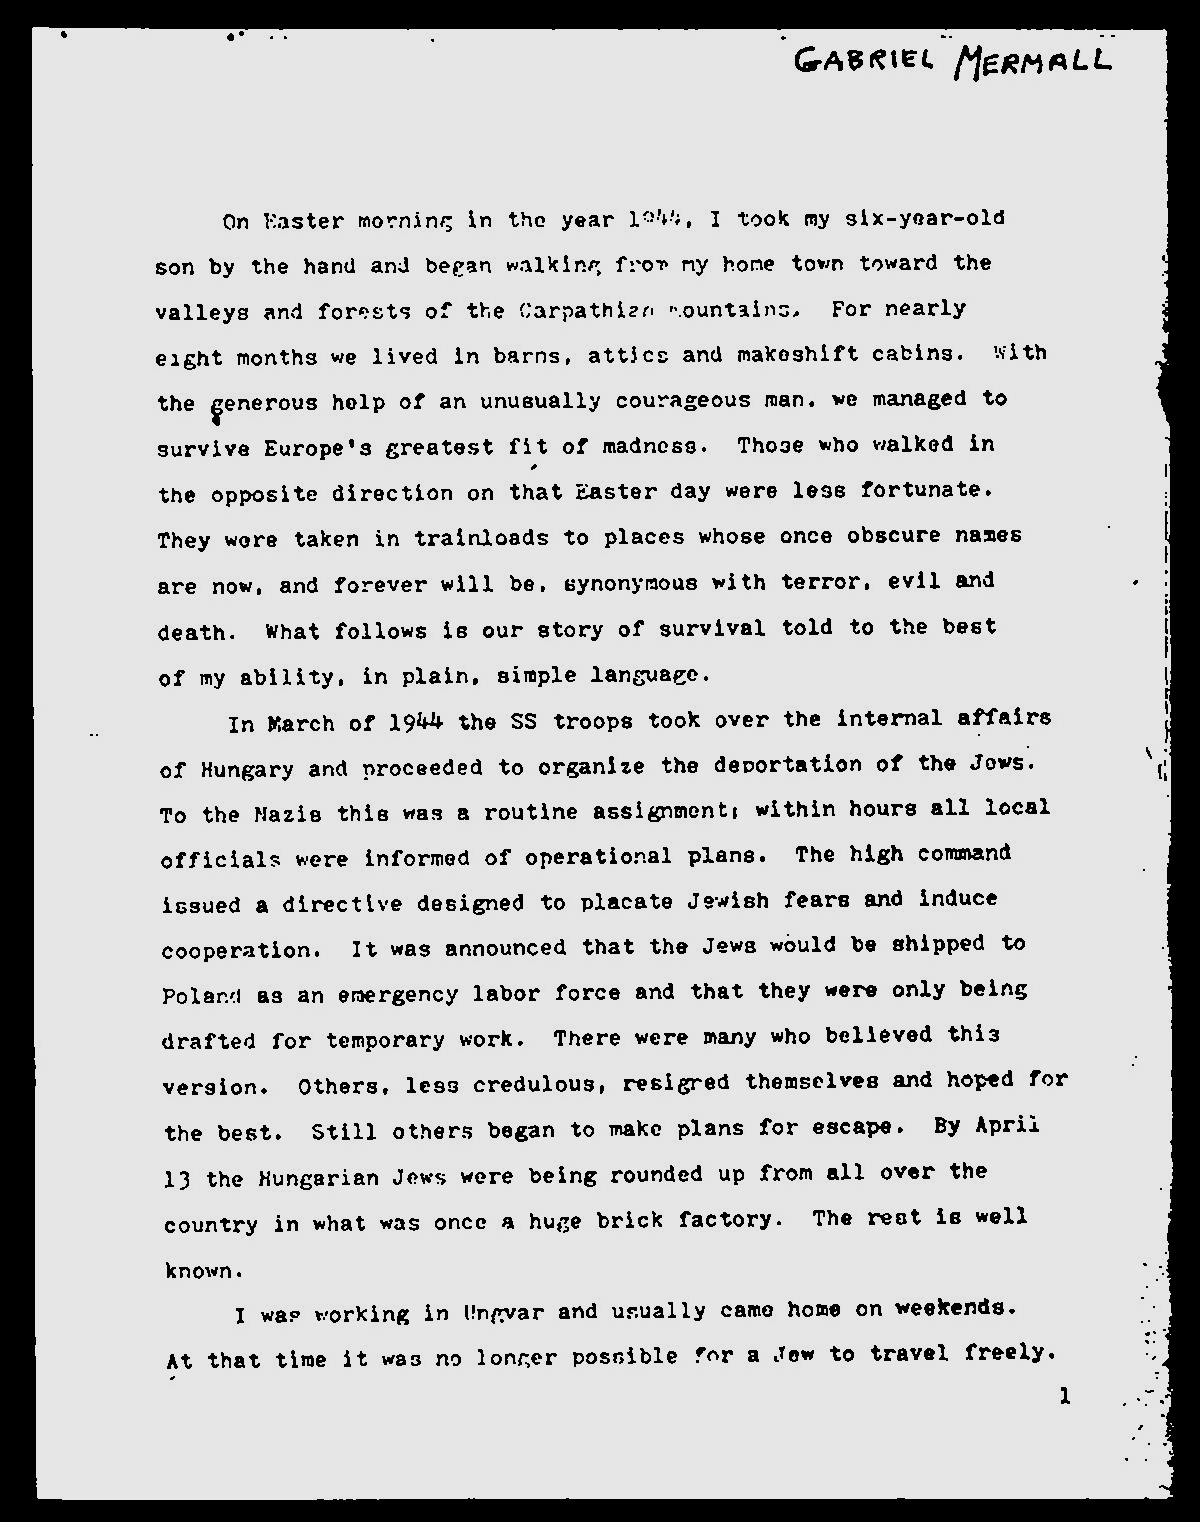 GABRIEL MERMALL
On Easter morning in the year 1944, I took my six-year-old
son by the hand and began walking from my home town toward the
valleys and forests of the Carpathian mountains. For nearly
eight months we lived in barns, attics and makeshift cabins. With
the generous help of an unusually courageous man, we managed to
survive Europe's greatest fit of madness. Those who walked in
the opposite direction on that Easter day were less fortunate.
They were taken in trainloads to places whose once obscure names
are now, and forever will be, synonymous with terror, evil and
death. What follows is our story of survival told to the best
of my ability, in plain, simple language.
In March of 1944 the SS troops took over the internal affairs
of Hungary and proceeded to organize the deportation of the Jews.
To the Nazis this was a routine assignment; within hours all local
officials were informed of operational plans. The high command
issued a directive designed to placate Jewish fears and induce
cooperation. It was announced that the Jews would be shipped to
Poland as an emergency labor force and that they were only being
drafted for temporary work. There were many who believed this
version. Others, less credulous, resigned themselves and hoped for
the best. Still others began to make plans for escape. By April
13 the Hungarian Jews were being rounded up from all over the
country in what was once a huge brick factory. The rest is well
known.
I was working in Ungvar and usually came home on weekends.
At that time it was no longer possible for a Jew to travel freely.
1